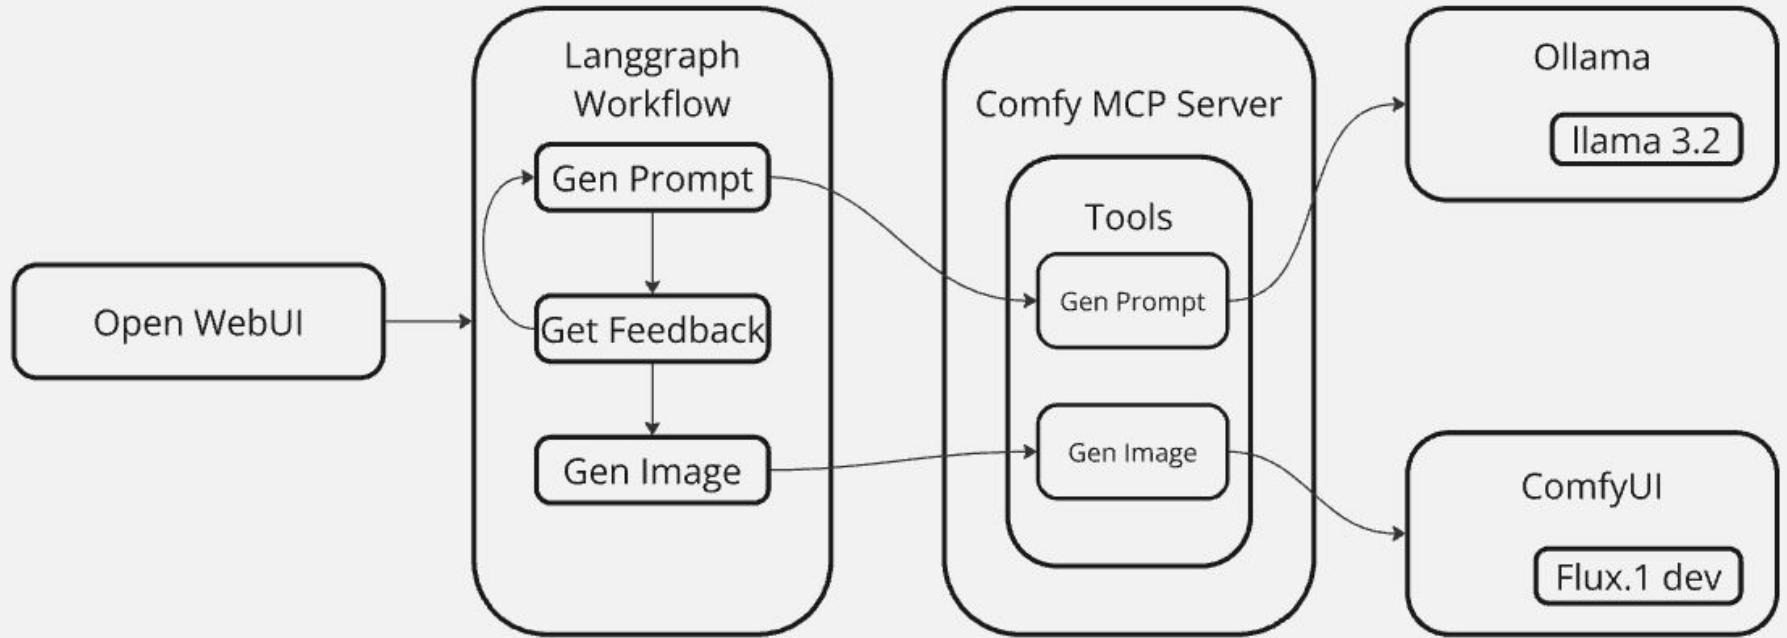 Open WebUI
Langgraph
Workflow
Gen Prompt
Get Feedback
Gen Image
Comfy MCP Server
Tools
Gen Prompt
Gen Image
Ollama
llama 3.2
ComfyUI
Flux.1 dev